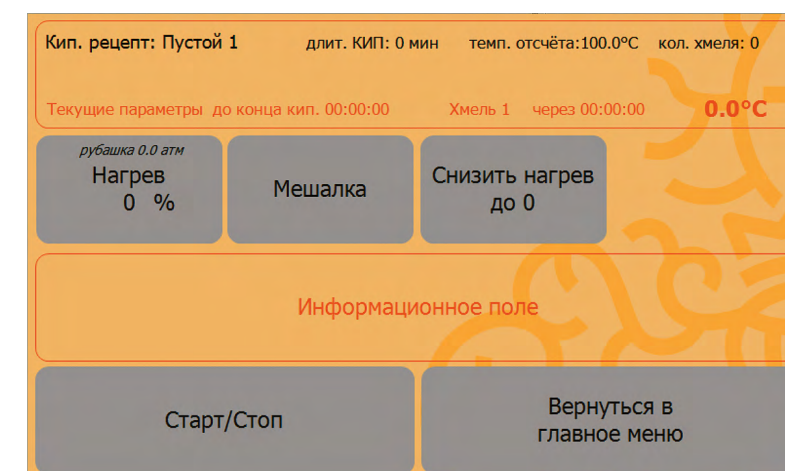 Кип. рецепт: Пустой 1 длит. КИП: 0 мин темп. отсчёта:100.0°C кол. хмеля: 0
Текущие параметры до конца кип. 00:00:00 Хмель 1 через 00:00:00 0.0°C
рубашка 0.0 атм
Нагрев
0 %
Мешалка
Снизить нагрев
до 0
Информационное поле
Старт/Стоп
Вернуться в
главное меню